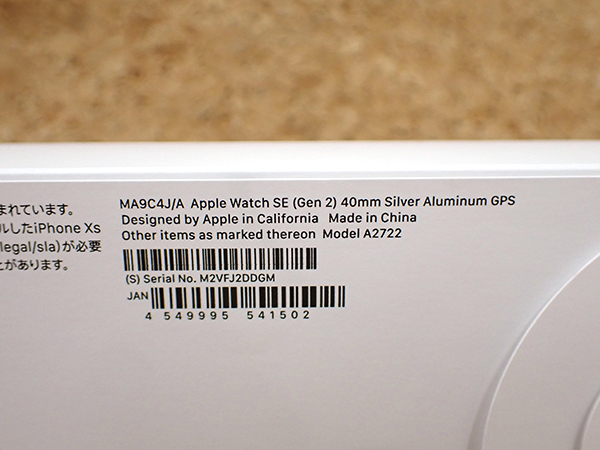 まれています。
ルしたiPhone Xs
legal/sla)が必要
とがあります。
MA9C4J/A Apple Watch SE (Gen 2) 40mm Silver Aluminum GPS
Designed by Apple in California Made in China
Other items as marked thereon Model A2722
(S) Serial No. M2VFJ2DDGM
JAN
4 549995 541502